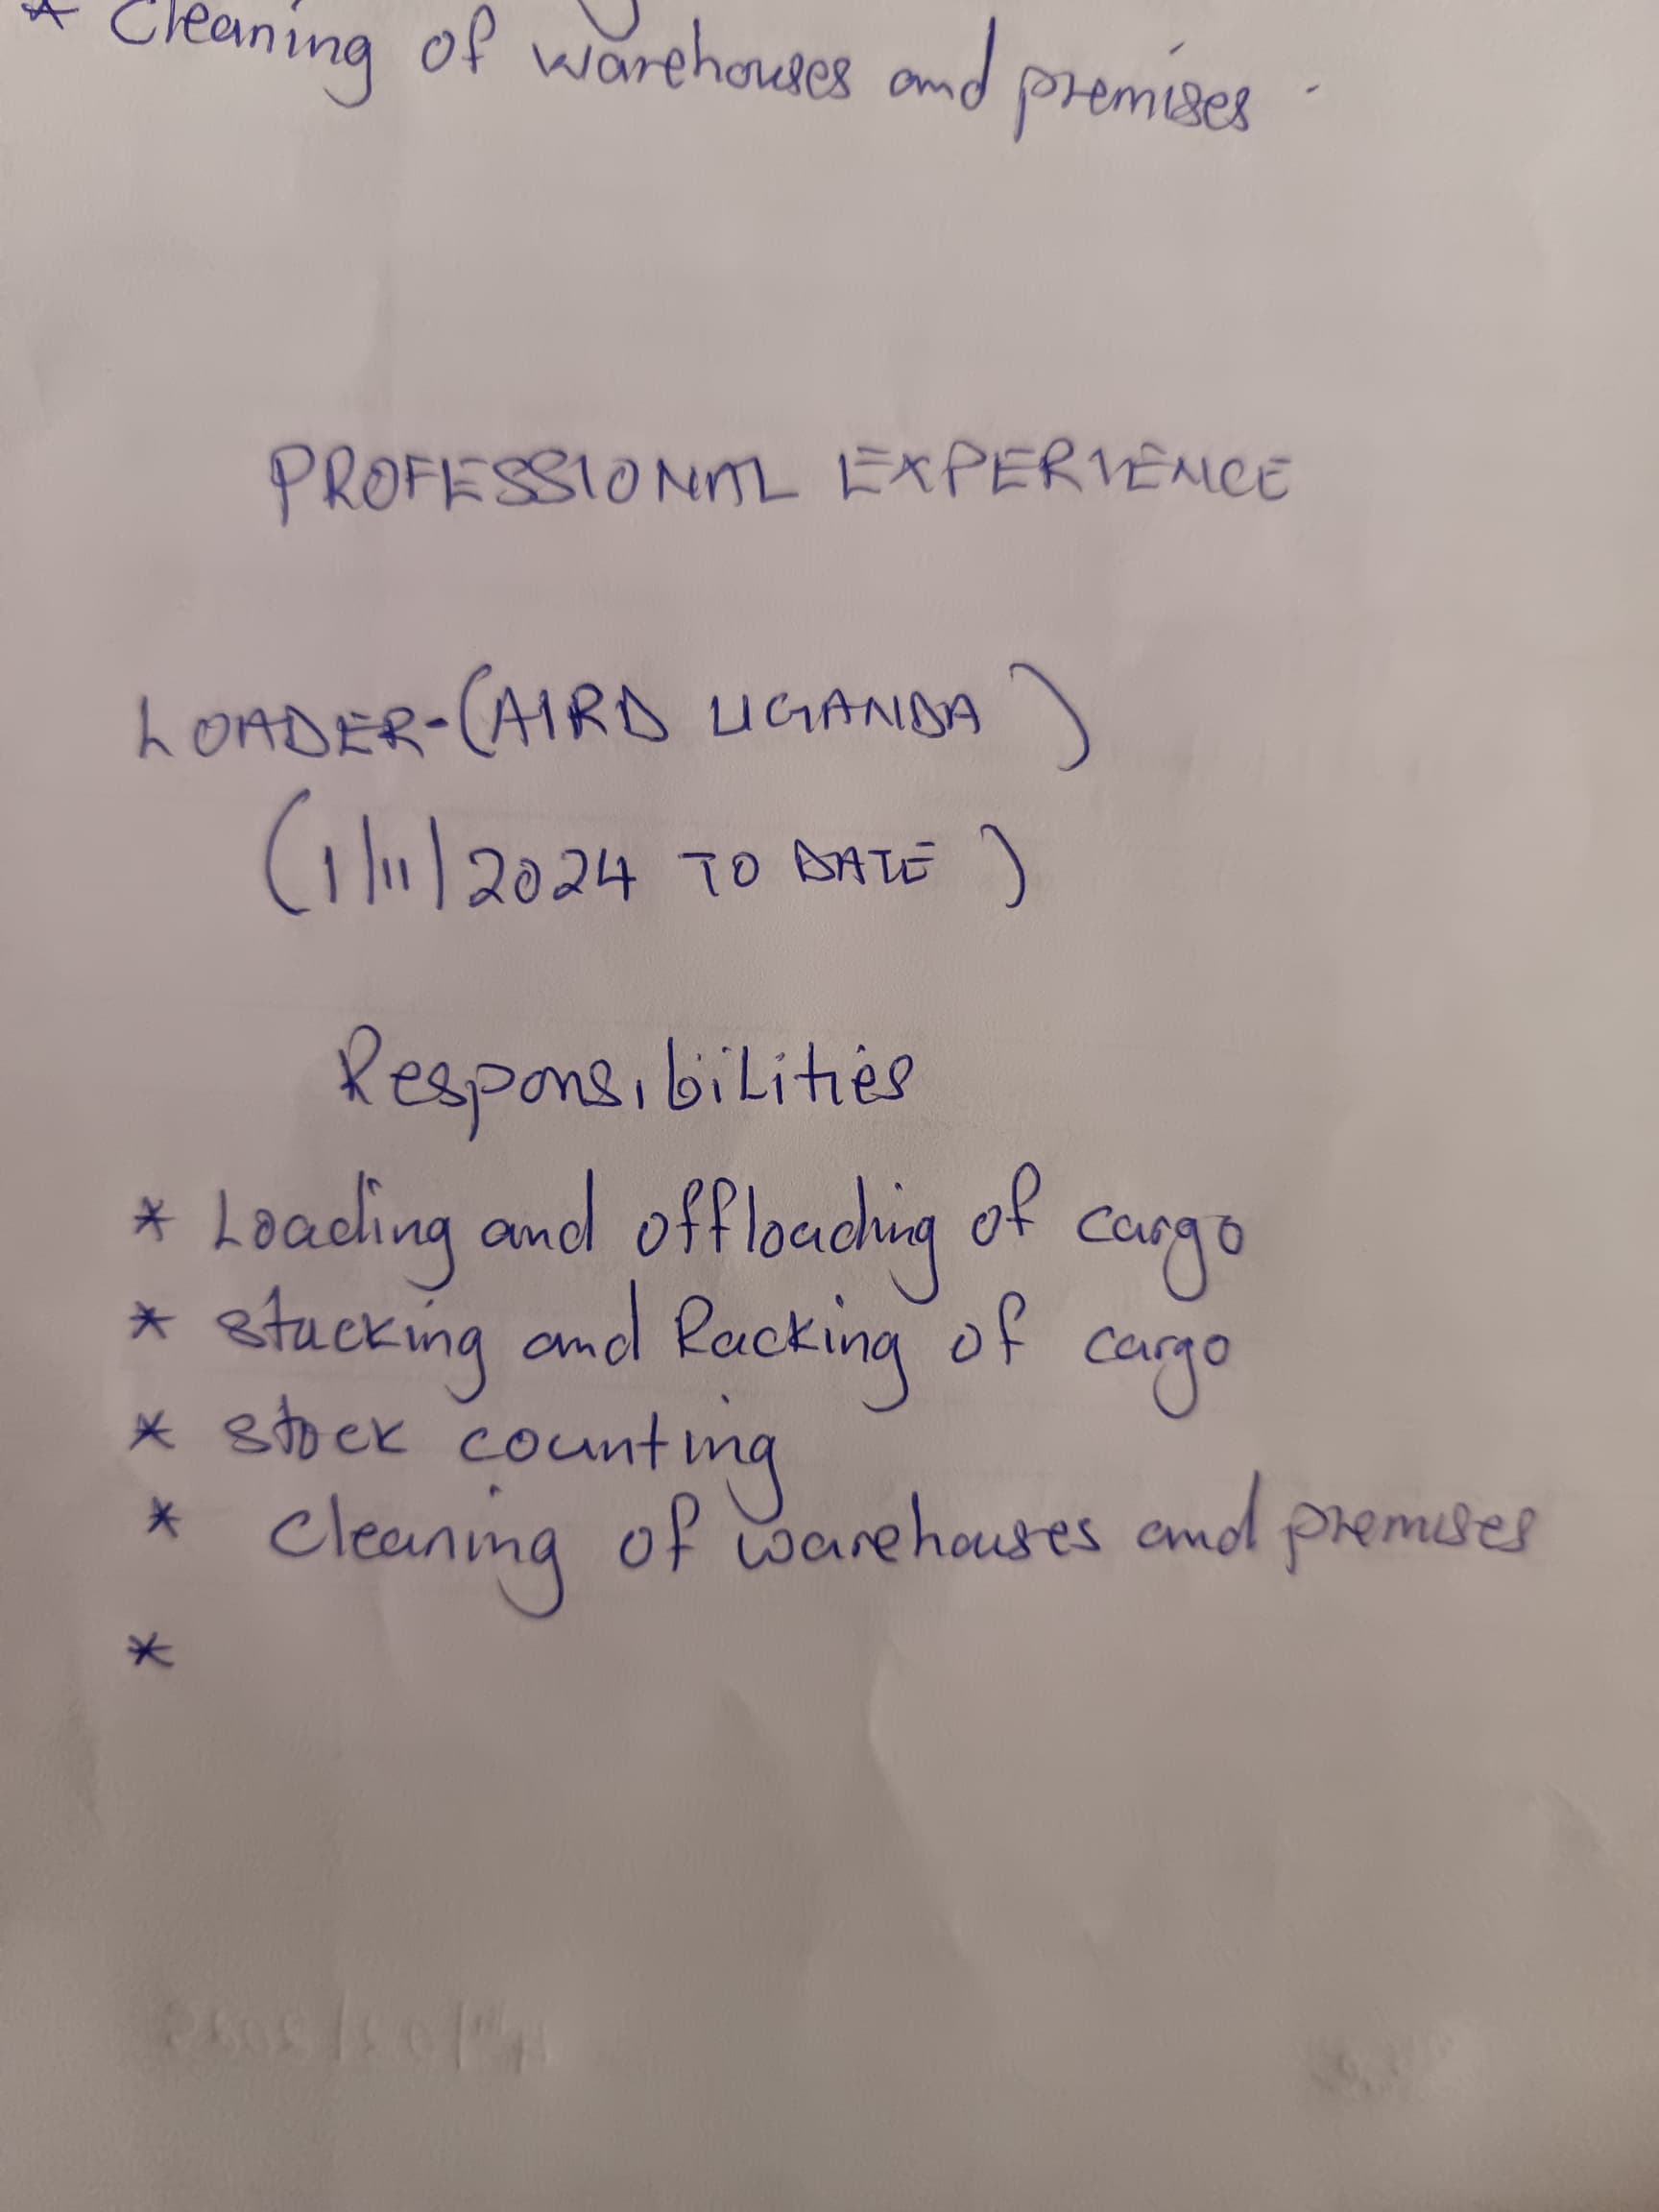 * Cleaning of warehouses and premises.
PROFESSIONAL EXPERIENCE
LOADER-(AIRD UGANDA)
(1/11/2024 TO DATE)
Responsibilities
* Loading and offloading of cargo
* stacking and Racking of cargo
* stock counting
* Cleaning of warehouses and premises
*